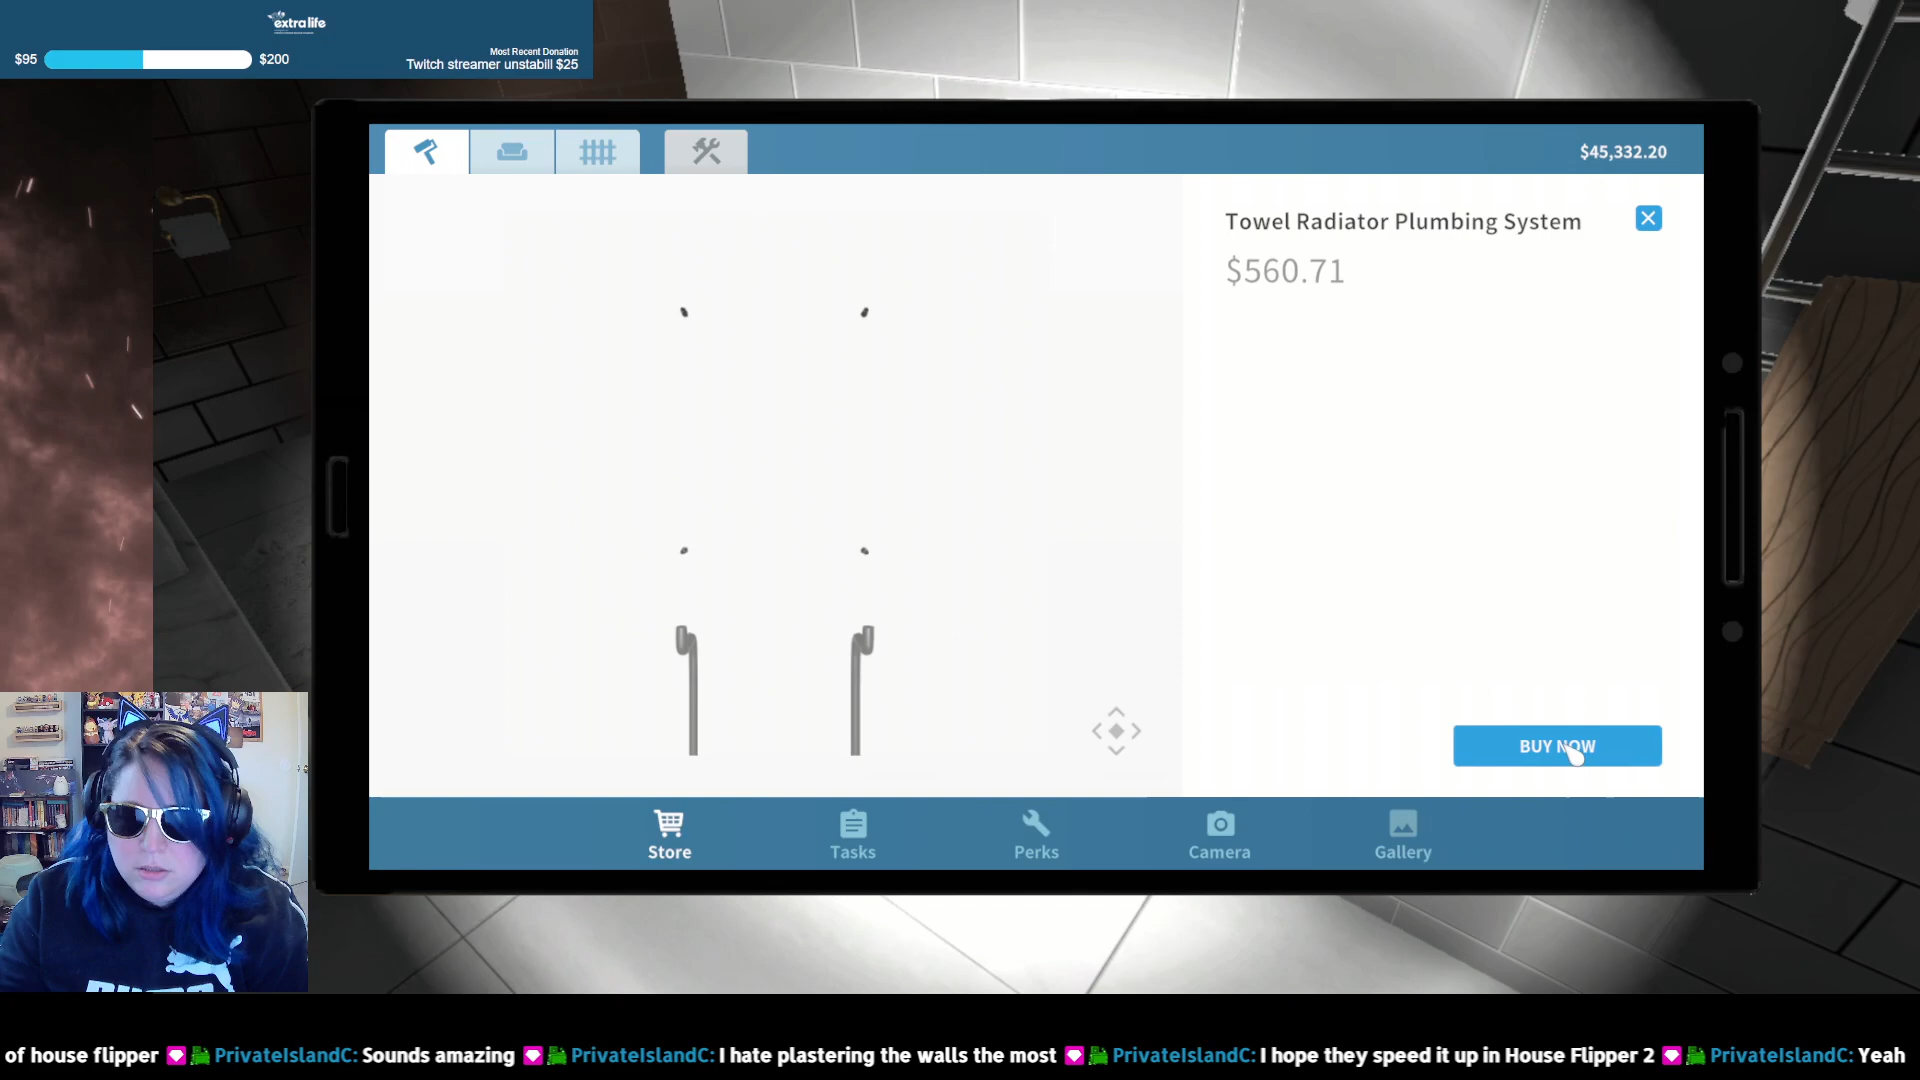 extralife
$95
$200
Most Recent Donation
Twitch streamer unstabill $25
$45,332.20
Towel Radiator Plumbing System
$560.71
BUY NOW
Store
Tasks
Perks
Camera
Gallery
of house flipper PrivateIslandC: Sounds amazing PrivateIslandC: I hate plastering the walls the most PrivateIslandC: I hope they speed it up in House Flipper 2 PrivateIslandC: Yeah